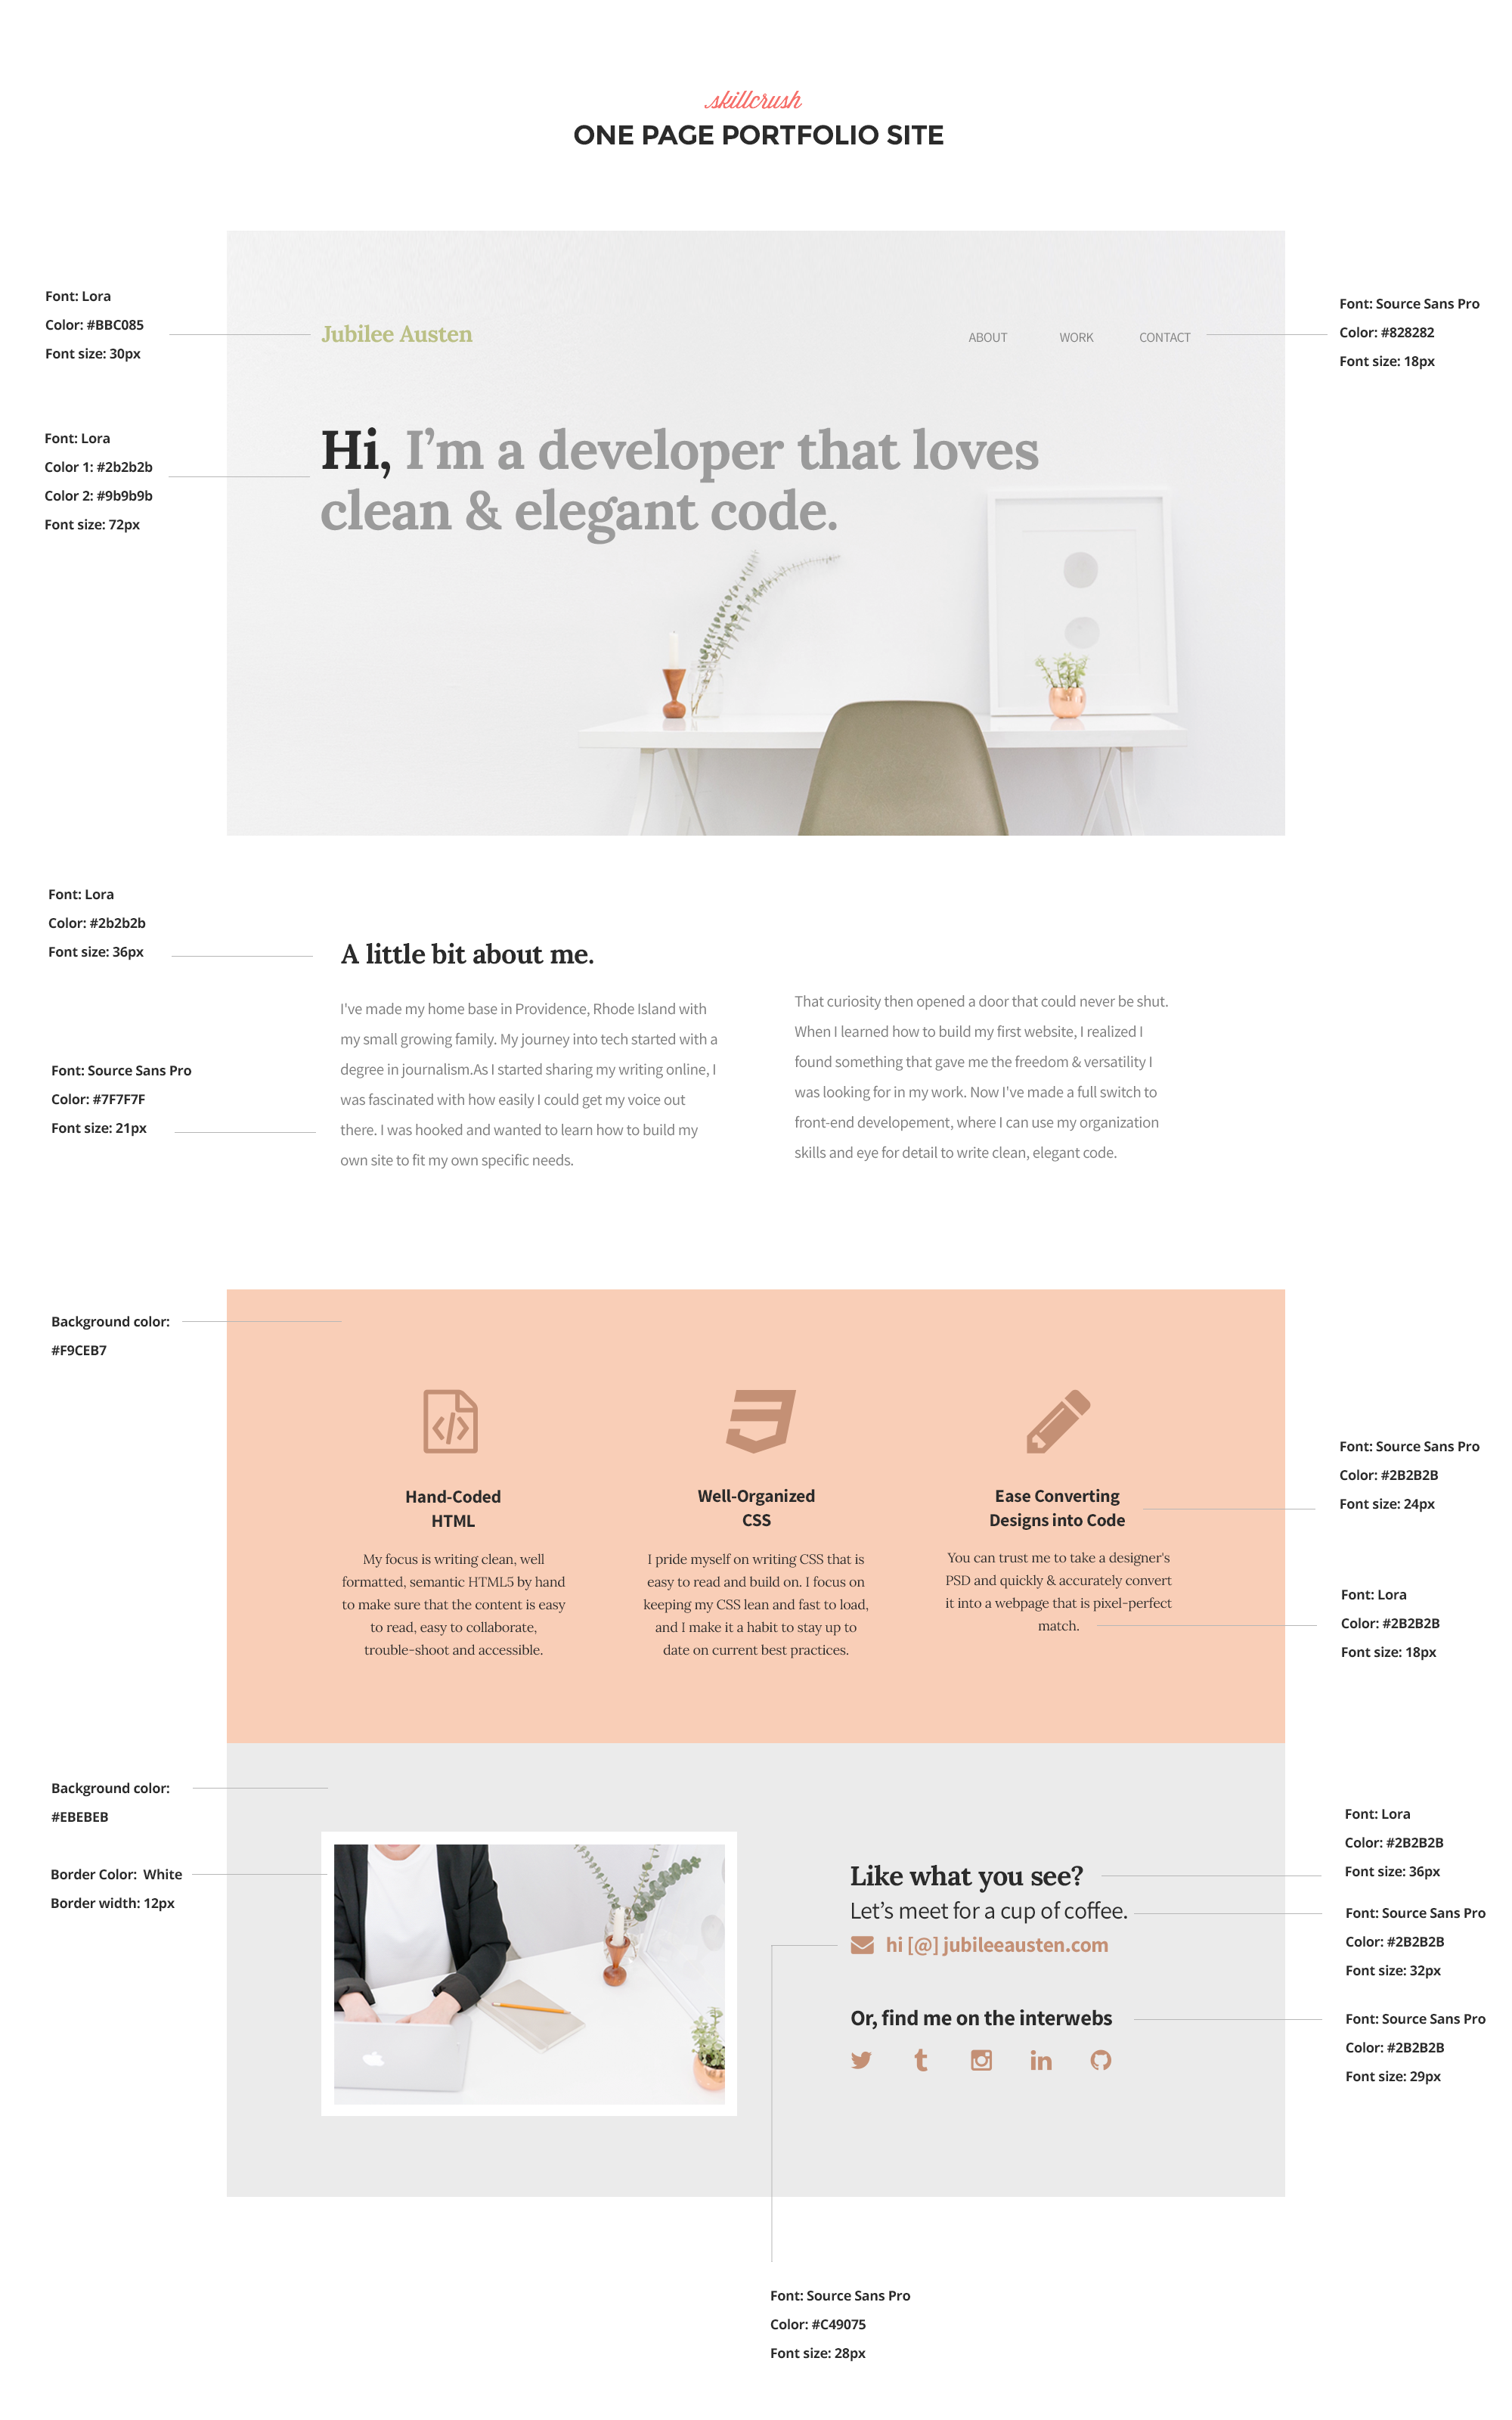 skillcrush
ONE PAGE PORTFOLIO SITE
Font: Lora
Color: #BBC085
Font size: 30px
Jubilee Austen
ABOUT WORK CONTACT
Font: Source Sans Pro
Color: #828282
Font size: 18px
Font: Lora
Color 1: #2b2b2b
Color 2: #9b9b9b
Font size: 72px
Hi, I’m a developer that loves
clean & elegant code.
Font: Lora
Color: #2b2b2b
Font size: 36px
A little bit about me.
Font: Source Sans Pro
Color: #7F7F7F
Font size: 21px
I've made my home base in Providence, Rhode Island with
my small growing family. My journey into tech started with a
degree in journalism.As I started sharing my writing online, I
was fascinated with how easily I could get my voice out
there. I was hooked and wanted to learn how to build my
own site to fit my own specific needs.
That curiosity then opened a door that could never be shut.
When I learned how to build my first website, I realized I
found something that gave me the freedom & versatility I
was looking for in my work. Now I've made a full switch to
front-end developement, where I can use my organization
skills and eye for detail to write clean, elegant code.
Background color:
#F9CEB7
Hand-Coded
HTML
My focus is writing clean, well
formatted, semantic HTML5 by hand
to make sure that the content is easy
to read, easy to collaborate,
trouble-shoot and accessible.
Well-Organized
CSS
I pride myself on writing CSS that is
easy to read and build on. I focus on
keeping my CSS lean and fast to load,
and I make it a habit to stay up to
date on current best practices.
Ease Converting
Designs into Code
You can trust me to take a designer's
PSD and quickly & accurately convert
it into a webpage that is pixel-perfect
match.
Font: Source Sans Pro
Color: #2B2B2B
Font size: 24px
Font: Lora
Color: #2B2B2B
Font size: 18px
Background color:
#EBEBEB
Border Color: White
Border width: 12px
Like what you see?
Let’s meet for a cup of coffee.
hi [@] jubileeausten.com
Or, find me on the interwebs
Font: Lora
Color: #2B2B2B
Font size: 36px
Font: Source Sans Pro
Color: #2B2B2B
Font size: 32px
Font: Source Sans Pro
Color: #2B2B2B
Font size: 29px
Font: Source Sans Pro
Color: #C49075
Font size: 28px